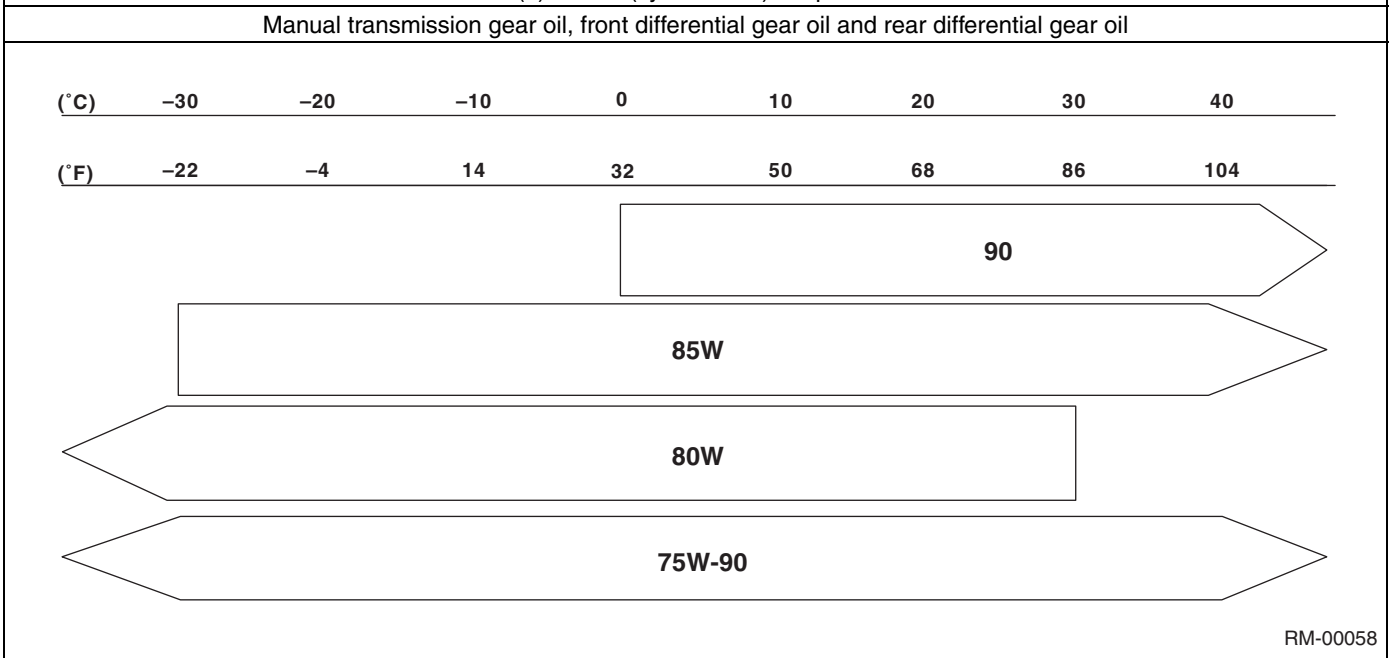 Manual transmission gear oil, front differential gear oil and rear differential gear oil
(˚C) –30 –20 –10 0 10 20 30 40
(˚F) –22 –4 14 32 50 68 86 104
90
85W
80W
75W-90
RM-00058